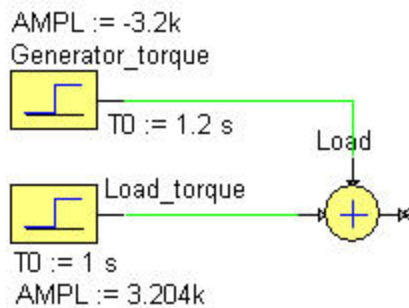 AMPL := -3.2k
Generator_torque
T0 := 1.2 s
Load
Load_torque
T0 := 1 s
AMPL := 3.204k